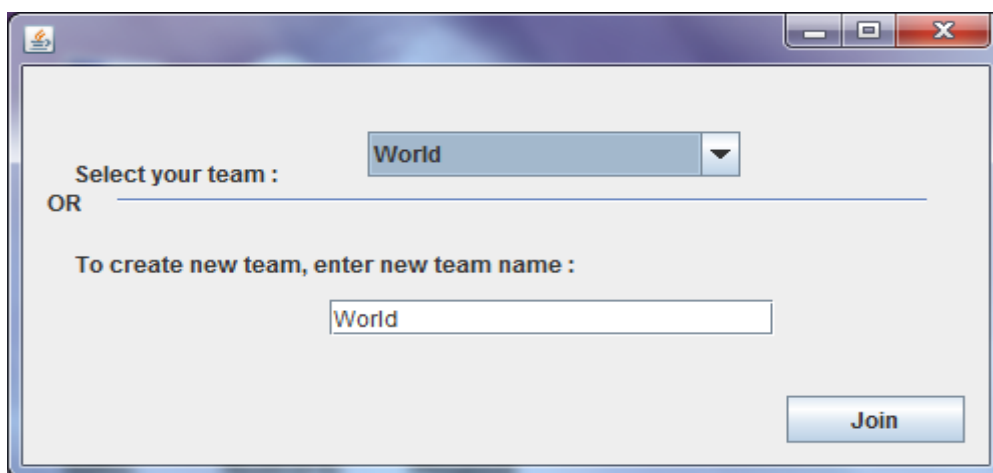 World
Select your team :
OR
To create new team, enter new team name :
World
Join